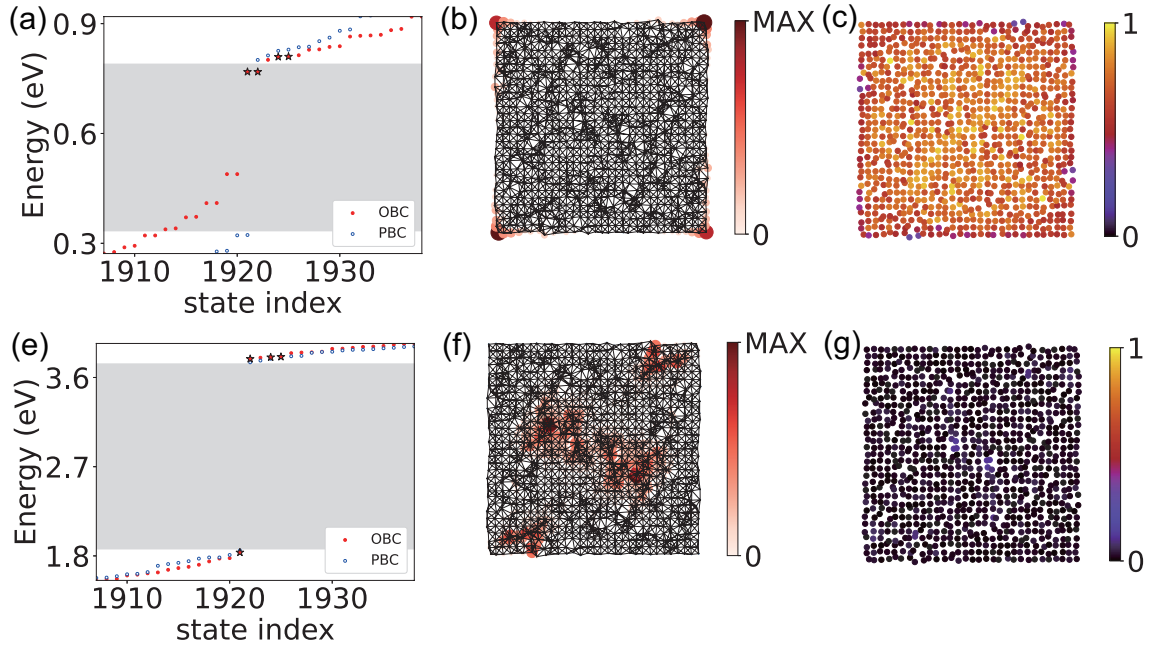 (a)
0.9
0.6
0.3
Energy (eV)
OBC
PBC
1910 1920 1930
state index
(b)
MAX
0
(c)
1
0
(e)
3.6
2.7
1.8
Energy (eV)
OBC
PBC
1910 1920 1930
state index
(f)
MAX
0
(g)
1
0